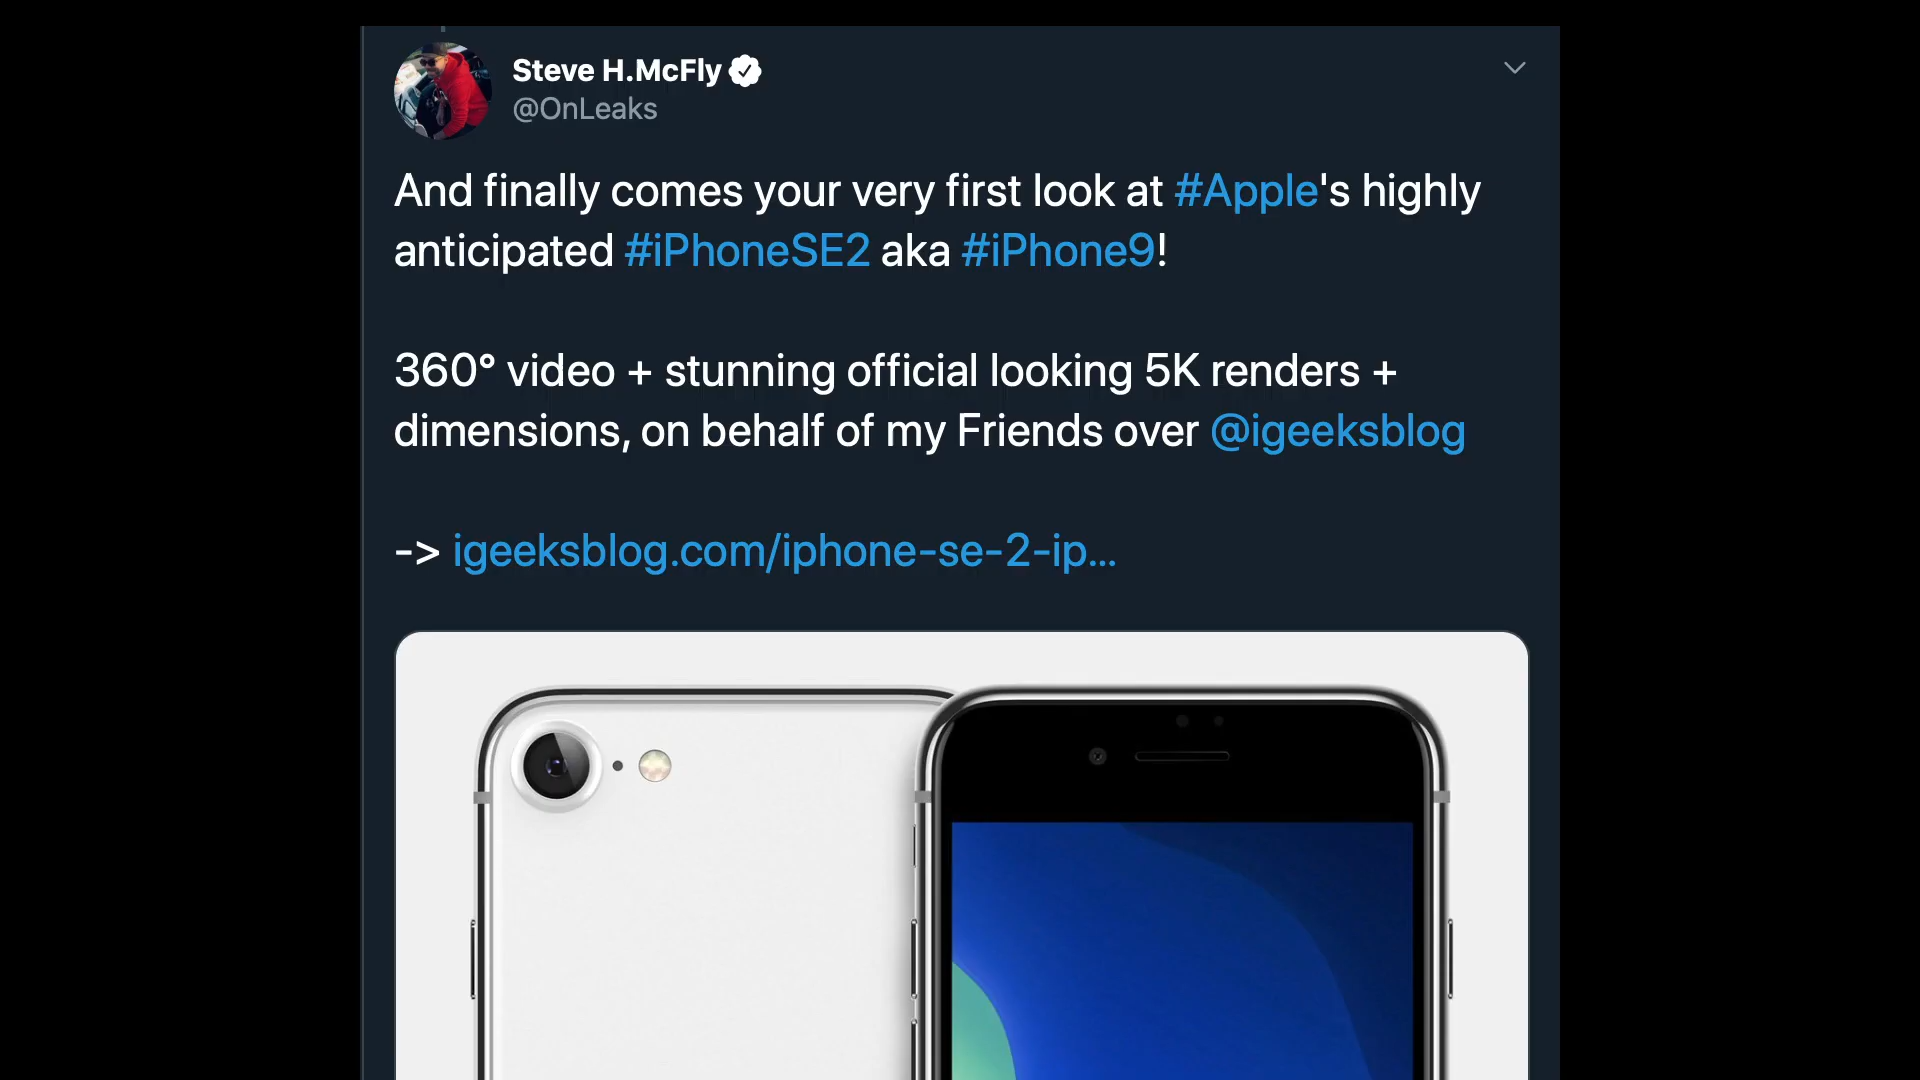 Steve H.McFly
@OnLeaks
And finally comes your very first look at #Apple's highly
anticipated #iPhoneSE2 aka #iPhone9!
360° video + stunning official looking 5K renders +
dimensions, on behalf of my Friends over @igeeksblog
-> igeeksblog.com/iphone-se-2-ip...